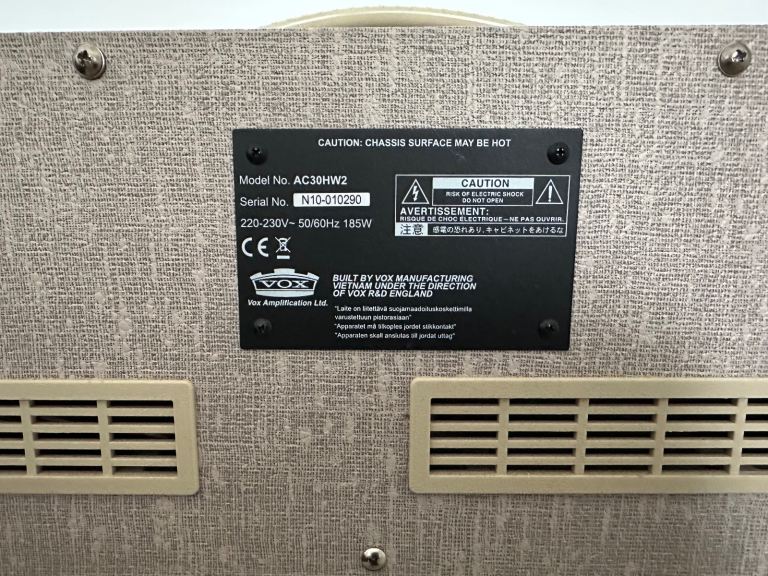 CAUTION: CHASSIS SURFACE MAY BE HOT
Model No. AC30HW2
Serial No. N10-010290
220-230V~ 50/60Hz 185W
CE
CAUTION
RISK OF ELECTRIC SHOCK
DO NOT OPEN
AVERTISSEMENT:
RISQUE DE CHOC ELECTRIQUE—NE PAS OUVRIR.
注意 感電の恐れあり、キャビネットをあけるな
VOX
Vox Amplification Ltd.
BUILT BY VOX MANUFACTURING
VIETNAM UNDER THE DIRECTION
OF VOX R&D ENGLAND
"Laite on liitettävä suojamaadoituskoskettimilla
varustettuun pistorasiaan"
"Apparatet må tilkoples jordet stikkontakt"
"Apparaten skall anslutas till jordat uttag"